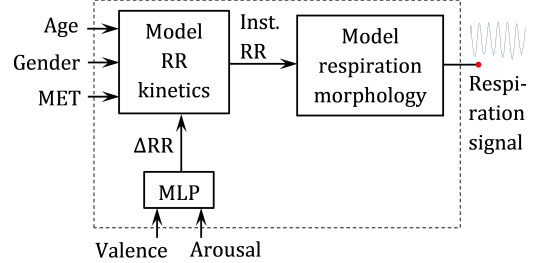 Age
Gender
MET
Model
RR
kinetics
Inst.
RR
Model
respiration
morphology
Respi-
ration
signal
ΔRR
MLP
Valence
Arousal